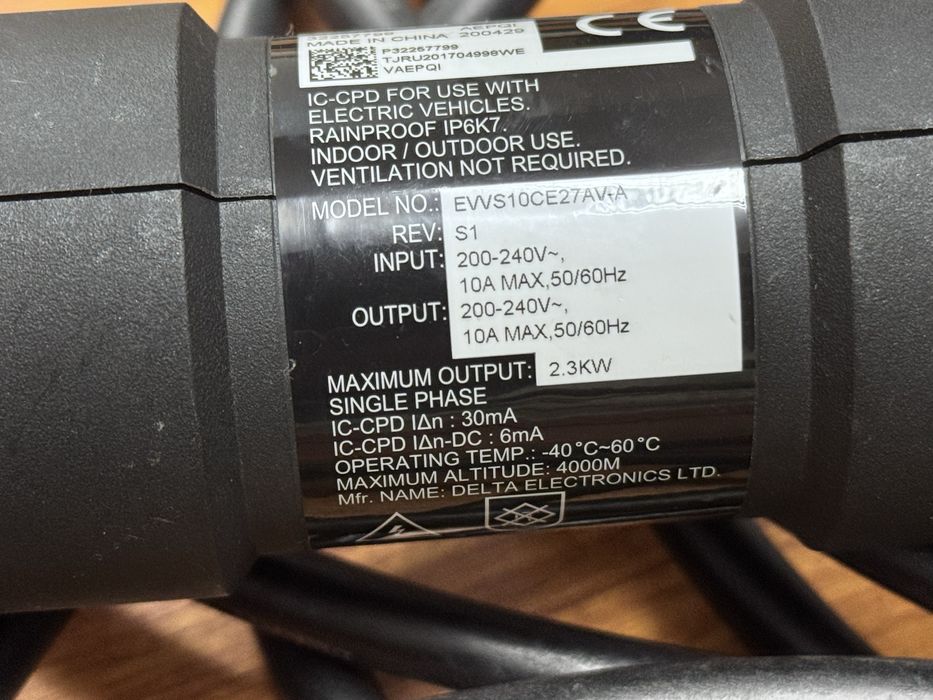 AEPQI
MADE IN CHINA 200429
P32257799
TJRU201704998WE
VAEPQI
CE
IC-CPD FOR USE WITH
ELECTRIC VEHICLES.
RAINPROOF IP6K7.
INDOOR / OUTDOOR USE.
VENTILATION NOT REQUIRED.
MODEL NO.: EVVS10CE27AV-A
REV: S1
INPUT: 200-240V~,
10A MAX,50/60Hz
OUTPUT: 200-240V~,
10A MAX,50/60Hz
MAXIMUM OUTPUT: 2.3KW
SINGLE PHASE
IC-CPD IΔn : 30mA
IC-CPD IΔn-DC : 6mA
OPERATING TEMP.: -40°C~60°C
MAXIMUM ALTITUDE: 4000M
Mfr. NAME: DELTA ELECTRONICS LTD.